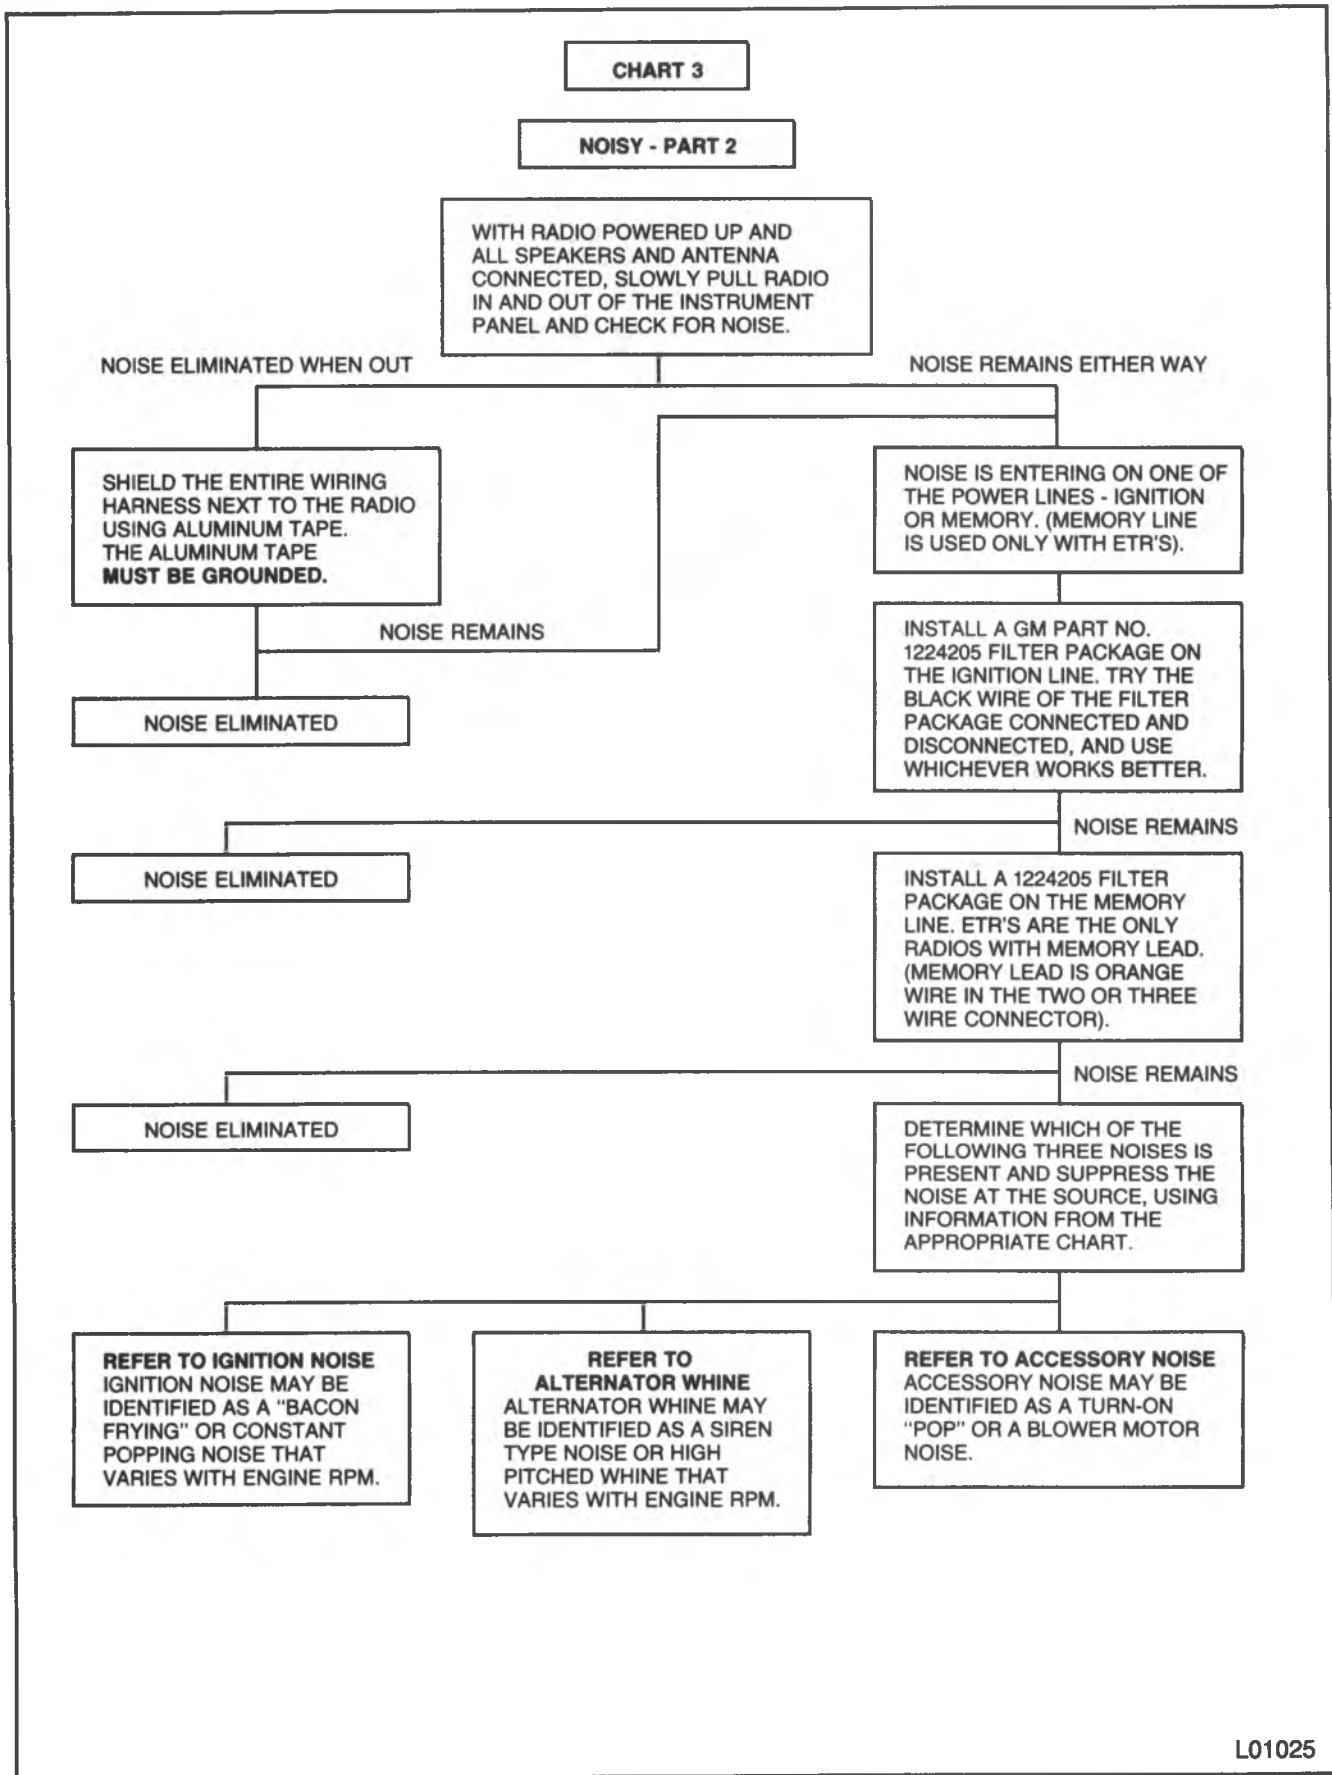 CHART 3
NOISY - PART 2
WITH RADIO POWERED UP AND
ALL SPEAKERS AND ANTENNA
CONNECTED, SLOWLY PULL RADIO
IN AND OUT OF THE INSTRUMENT
PANEL AND CHECK FOR NOISE.
NOISE ELIMINATED WHEN OUT
NOISE REMAINS EITHER WAY
SHIELD THE ENTIRE WIRING
HARNESS NEXT TO THE RADIO
USING ALUMINUM TAPE.
THE ALUMINUM TAPE
MUST BE GROUNDED.
NOISE IS ENTERING ON ONE OF
THE POWER LINES - IGNITION
OR MEMORY. (MEMORY LINE
IS USED ONLY WITH ETR'S).
NOISE REMAINS
NOISE ELIMINATED
INSTALL A GM PART NO.
1224205 FILTER PACKAGE ON
THE IGNITION LINE. TRY THE
BLACK WIRE OF THE FILTER
PACKAGE CONNECTED AND
DISCONNECTED, AND USE
WHICHEVER WORKS BETTER.
NOISE REMAINS
NOISE ELIMINATED
INSTALL A 1224205 FILTER
PACKAGE ON THE MEMORY
LINE. ETR'S ARE THE ONLY
RADIOS WITH MEMORY LEAD.
(MEMORY LEAD IS ORANGE
WIRE IN THE TWO OR THREE
WIRE CONNECTOR).
NOISE REMAINS
NOISE ELIMINATED
DETERMINE WHICH OF THE
FOLLOWING THREE NOISES IS
PRESENT AND SUPPRESS THE
NOISE AT THE SOURCE, USING
INFORMATION FROM THE
APPROPRIATE CHART.
REFER TO IGNITION NOISE
IGNITION NOISE MAY BE
IDENTIFIED AS A "BACON
FRYING" OR CONSTANT
POPPING NOISE THAT
VARIES WITH ENGINE RPM.
REFER TO
ALTERNATOR WHINE
ALTERNATOR WHINE MAY
BE IDENTIFIED AS A SIREN
TYPE NOISE OR HIGH
PITCHED WHINE THAT
VARIES WITH ENGINE RPM.
REFER TO ACCESSORY NOISE
ACCESSORY NOISE MAY BE
IDENTIFIED AS A TURN-ON
"POP" OR A BLOWER MOTOR
NOISE.
L01025